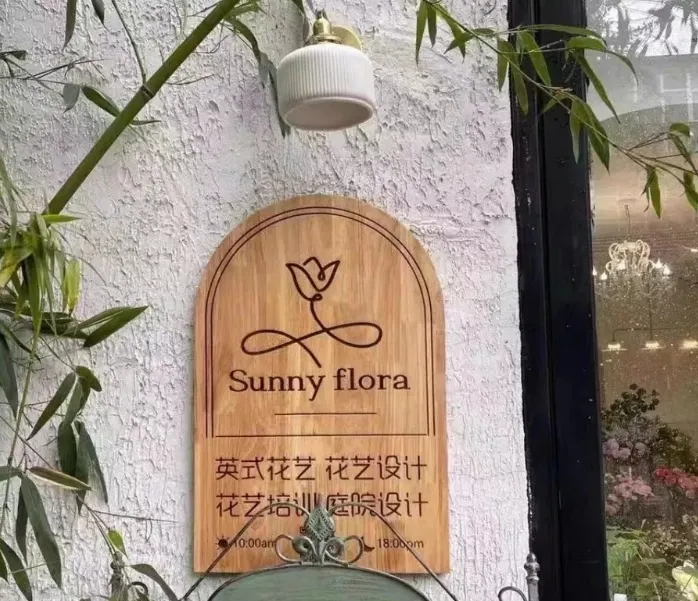 Sunny flora
英式花艺 花艺设计
花艺培训 庭院设计
10:00am 18:00pm